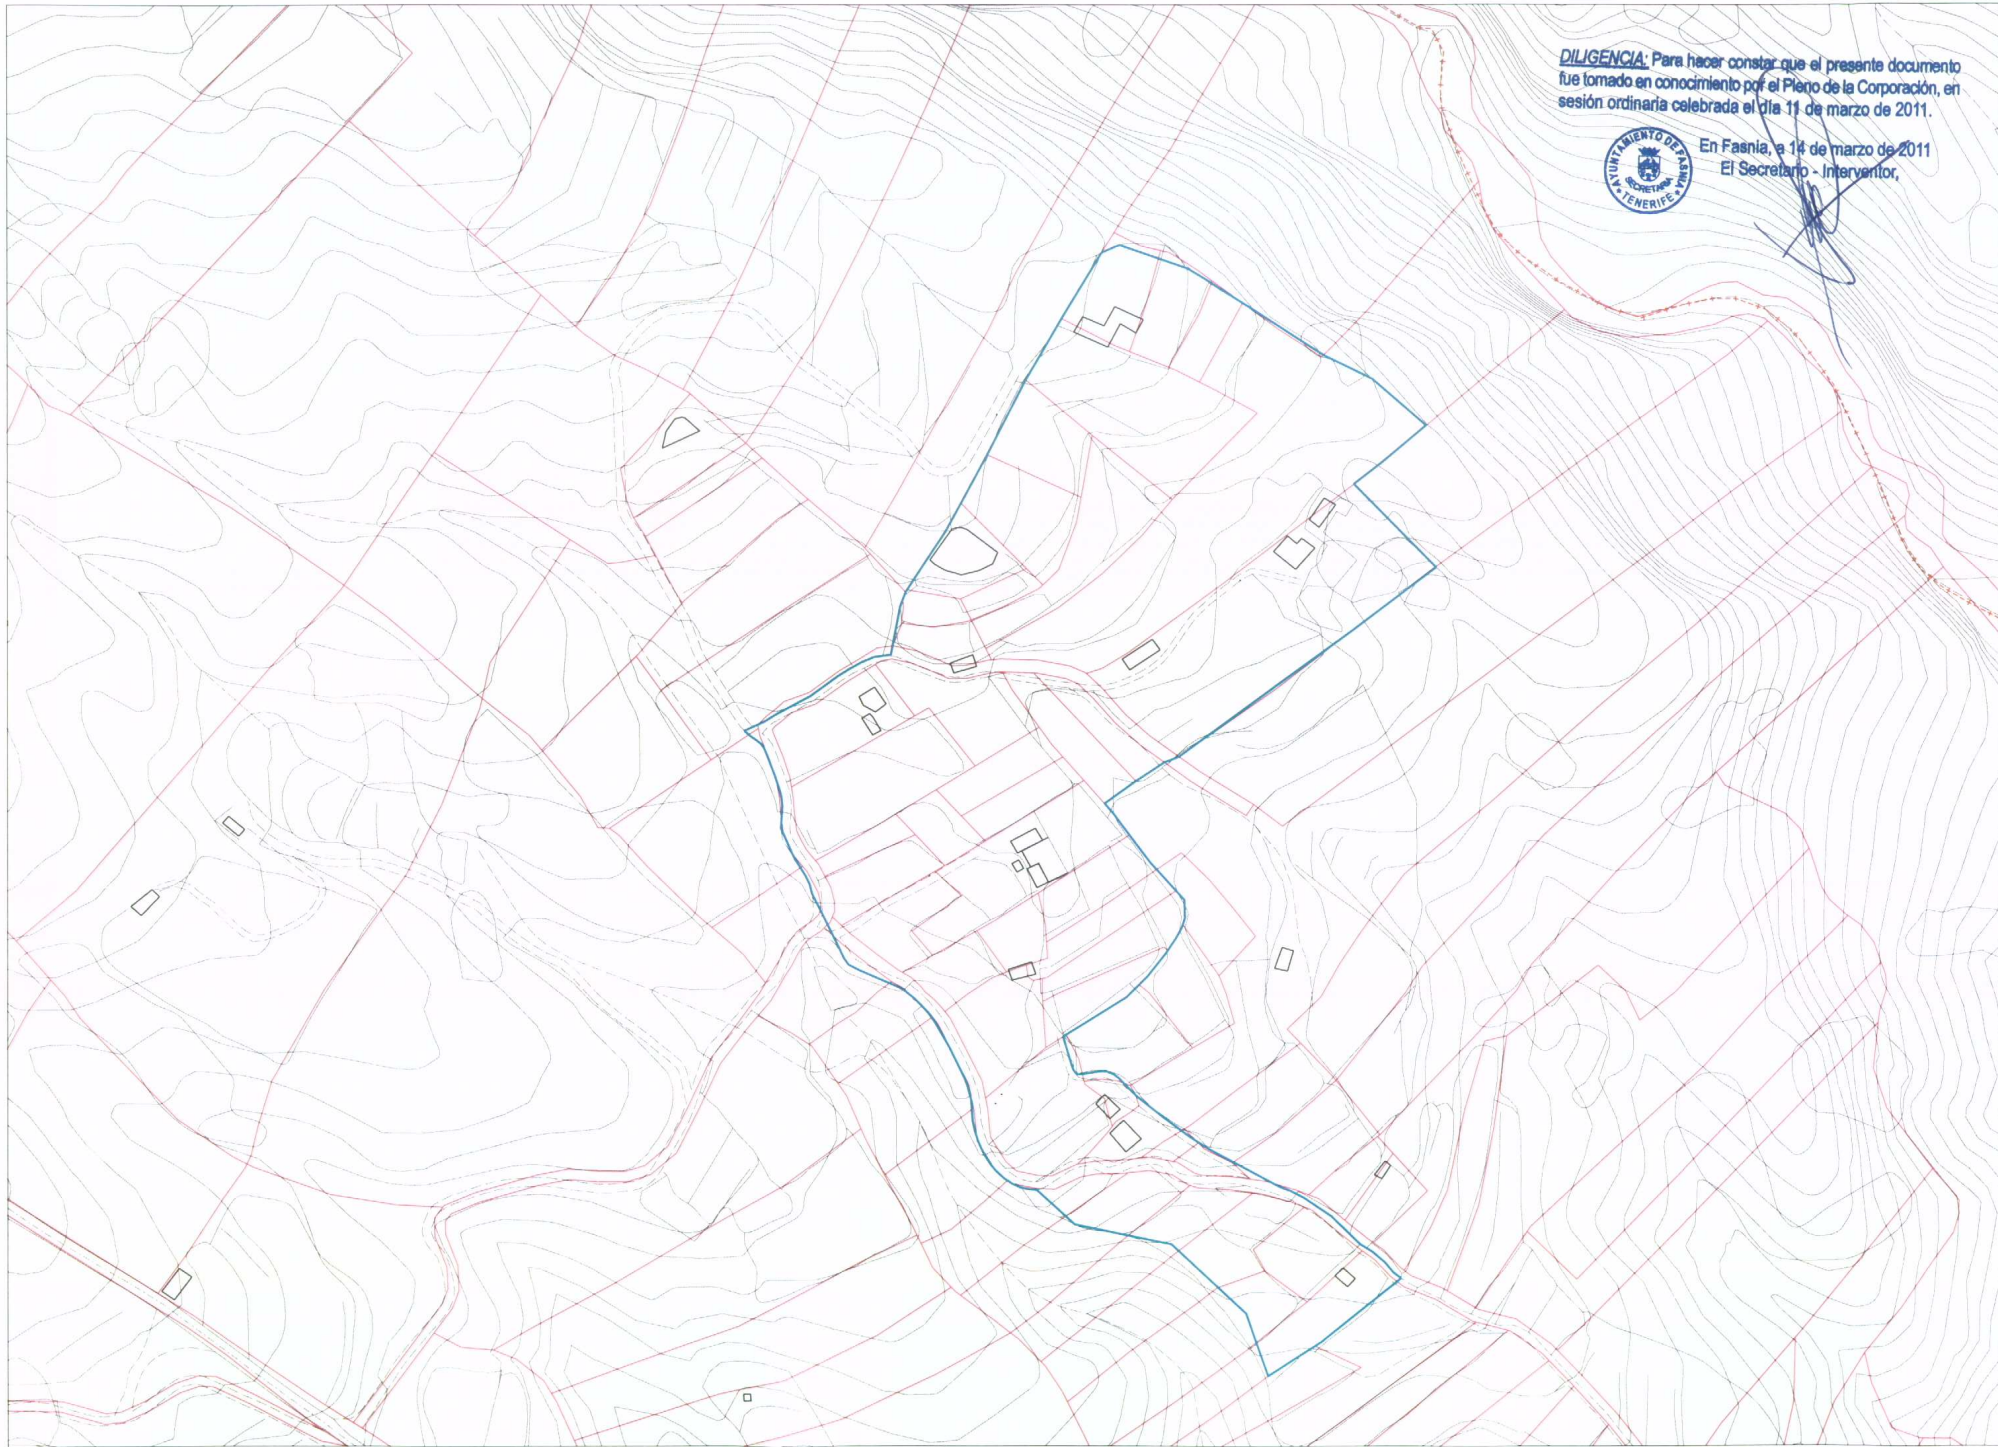 DILIGENCIA: Para hacer constar que el presente documento
fue tomado en conocimiento por el Pleno de la Corporación, en
sesión ordinaria celebrada el día 11 de marzo de 2011.
En Fasnia, a 14 de marzo de 2011
El Secretario - Interventor,
AYUNTAMIENTO DE FASNIA
SECRETARIA
TENERIFE